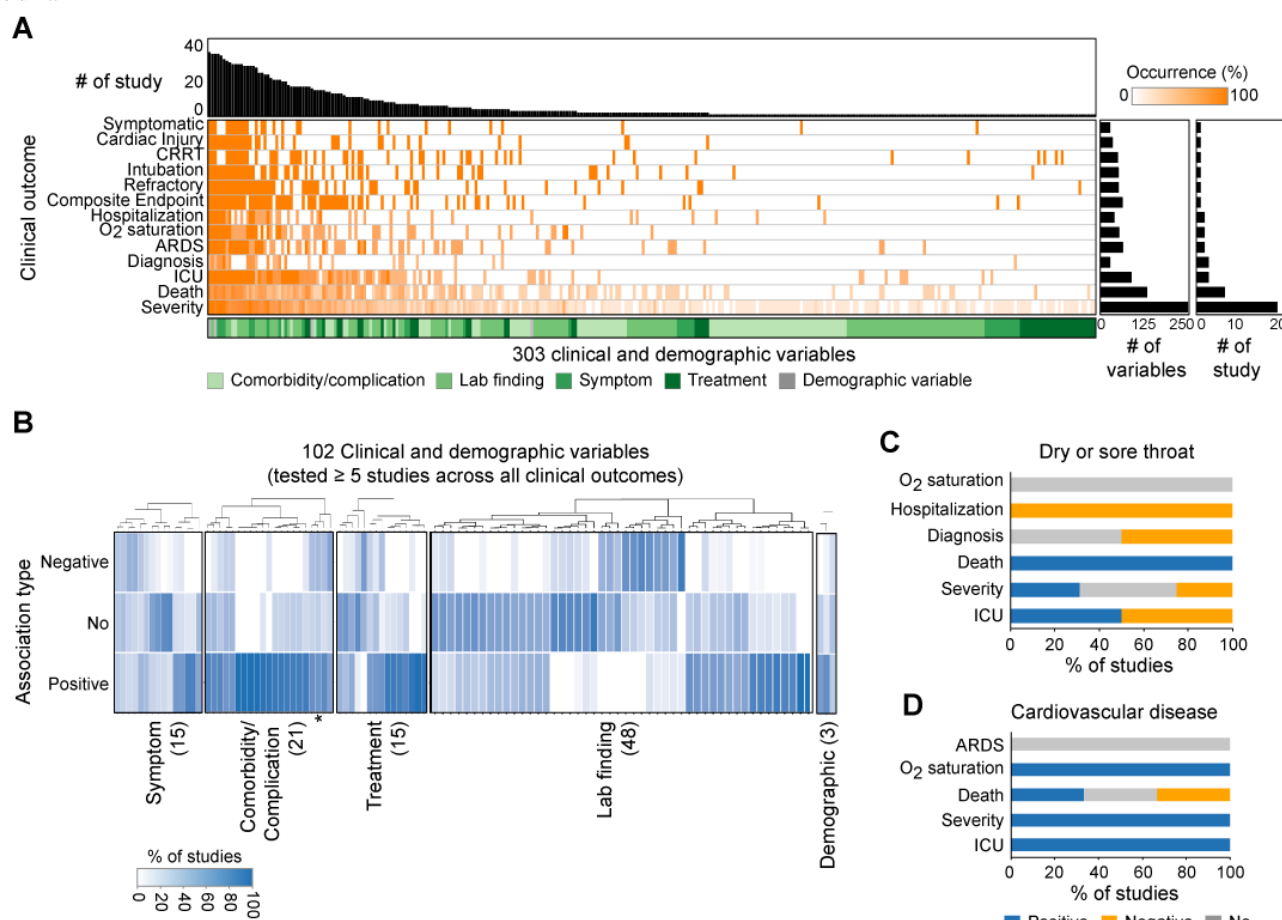 A
# of study
40
20
0
Occurrence (%)
0
100
Clinical outcome
Symptomatic
Cardiac Injury
CRRT
Intubation
Refractory
Composite Endpoint
Hospitalization
O2 saturation
ARDS
Diagnosis
ICU
Death
Severity
0 125 250
# of
variables
0 10 20
# of
study
303 clinical and demographic variables
Comorbidity/complication Lab finding Symptom Treatment Demographic variable
B
102 Clinical and demographic variables
(tested ≥ 5 studies across all clinical outcomes)
Association type
Negative
No
Positive
Symptom
(15)
Comorbidity/
Complication
(21)
*
Treatment
(15)
Lab finding
(48)
Demographic (3)
% of studies
0 20 40 60 80 100
C
Dry or sore throat
O2 saturation
Hospitalization
Diagnosis
Death
Severity
ICU
0 20 40 60 80 100
% of studies
D
Cardiovascular disease
ARDS
O2 saturation
Death
Severity
ICU
0 20 40 60 80 100
% of studies
Positive Negative No